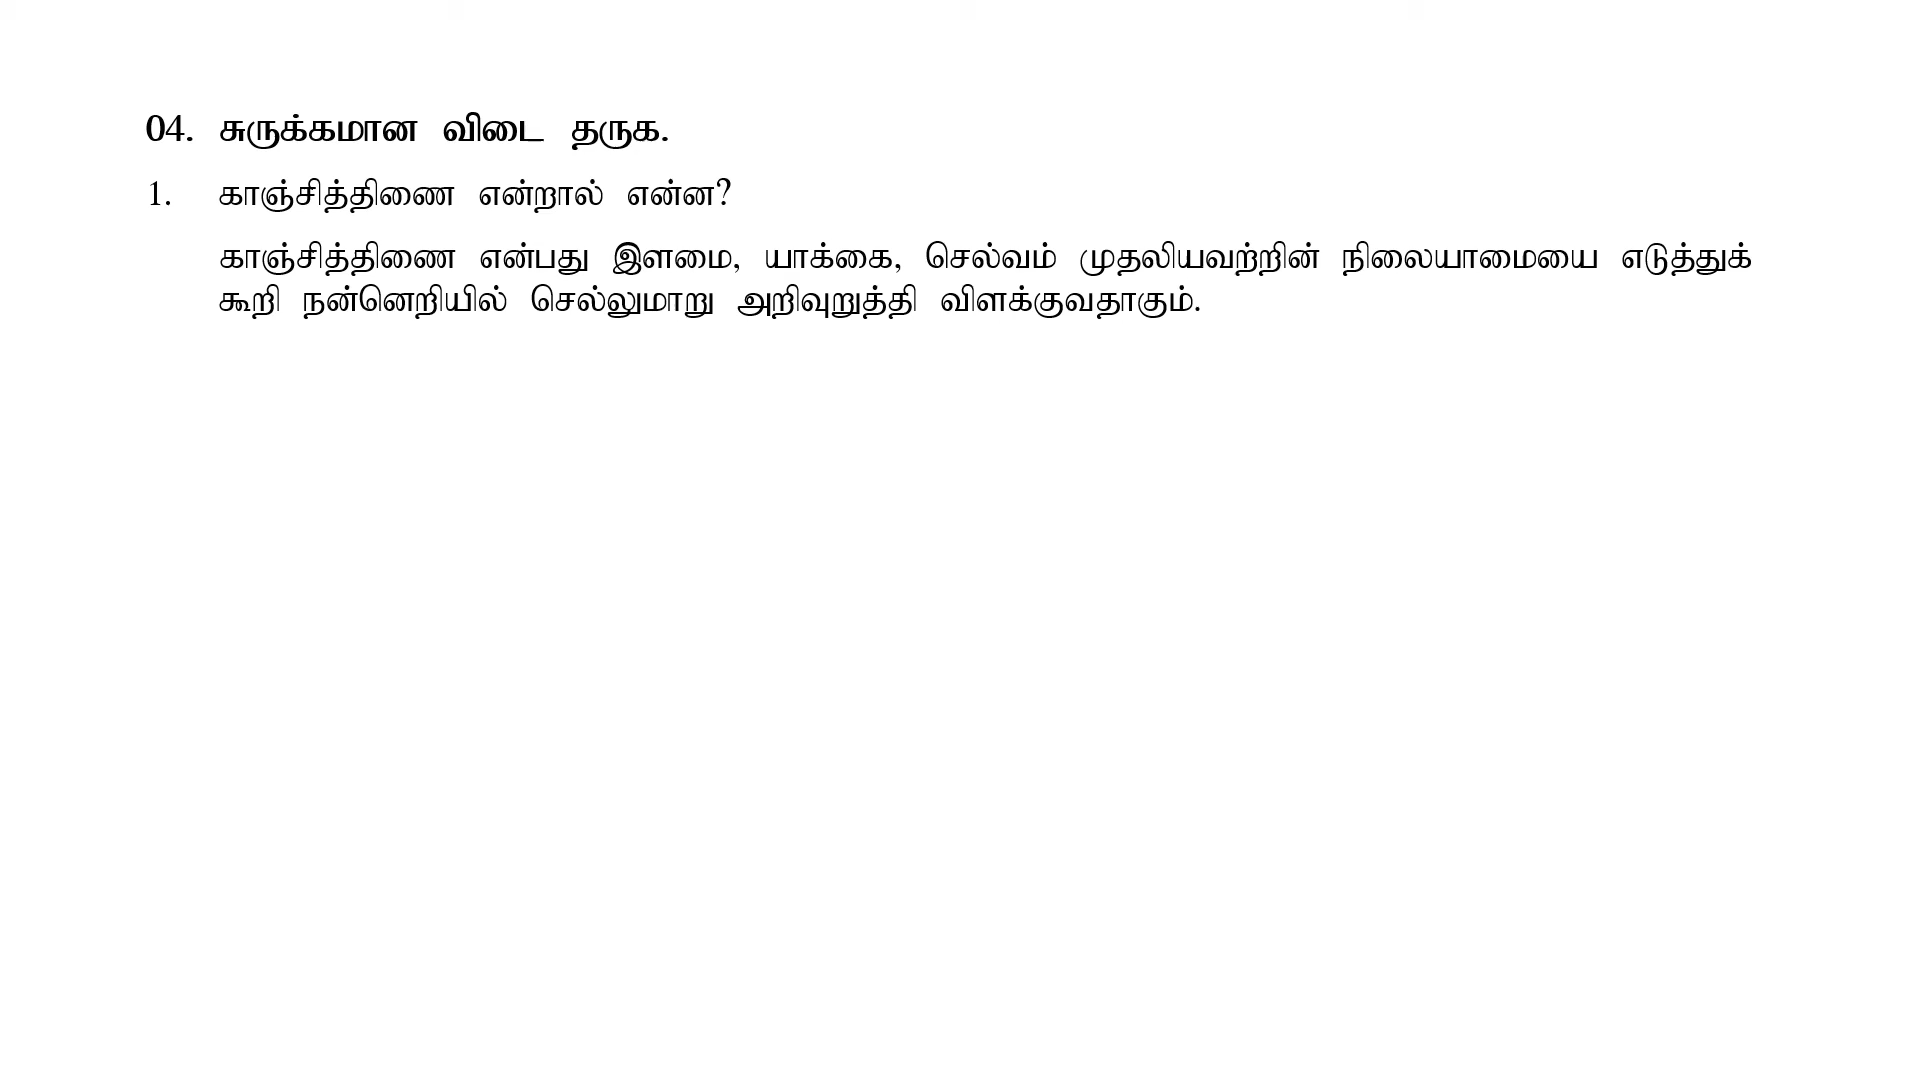 04. சுருக்கமான விடை தருக.
1. காஞ்சித்திணை என்றால் என்ன?
காஞ்சித்திணை என்பது இளமை, யாக்கை, செல்வம் முதலியவற்றின் நிலையாமையை எடுத்துக்
கூறி நன்னெறியில் செல்லுமாறு அறிவுறுத்தி விளக்குவதாகும்.